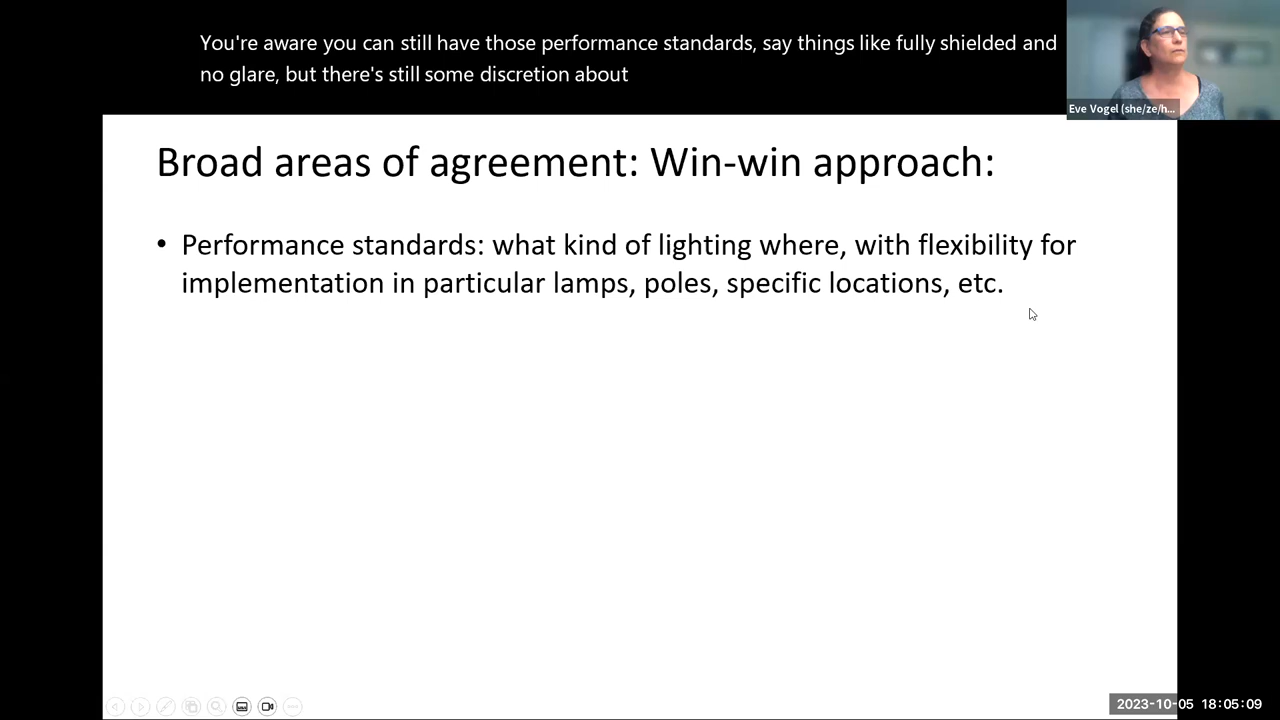 You're aware you can still have those performance standards, say things like fully shielded and
no glare, but there's still some discretion about
Eve Vogel (she/ze/h...
Broad areas of agreement: Win-win approach:
• Performance standards: what kind of lighting where, with flexibility for
implementation in particular lamps, poles, specific locations, etc.
2023-10-05 18:05:09